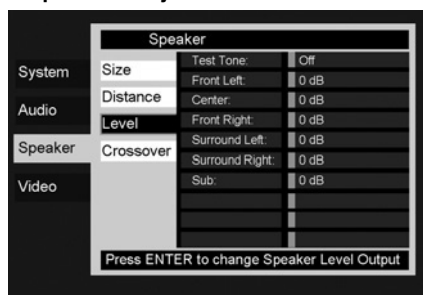 Speaker
System
Audio
Speaker
Video
Size
Distance
Level
Crossover
Test Tone: Off
Front Left: 0 dB
Center: 0 dB
Front Right: 0 dB
Surround Left: 0 dB
Surround Right: 0 dB
Sub: 0 dB
Press ENTER to change Speaker Level Output